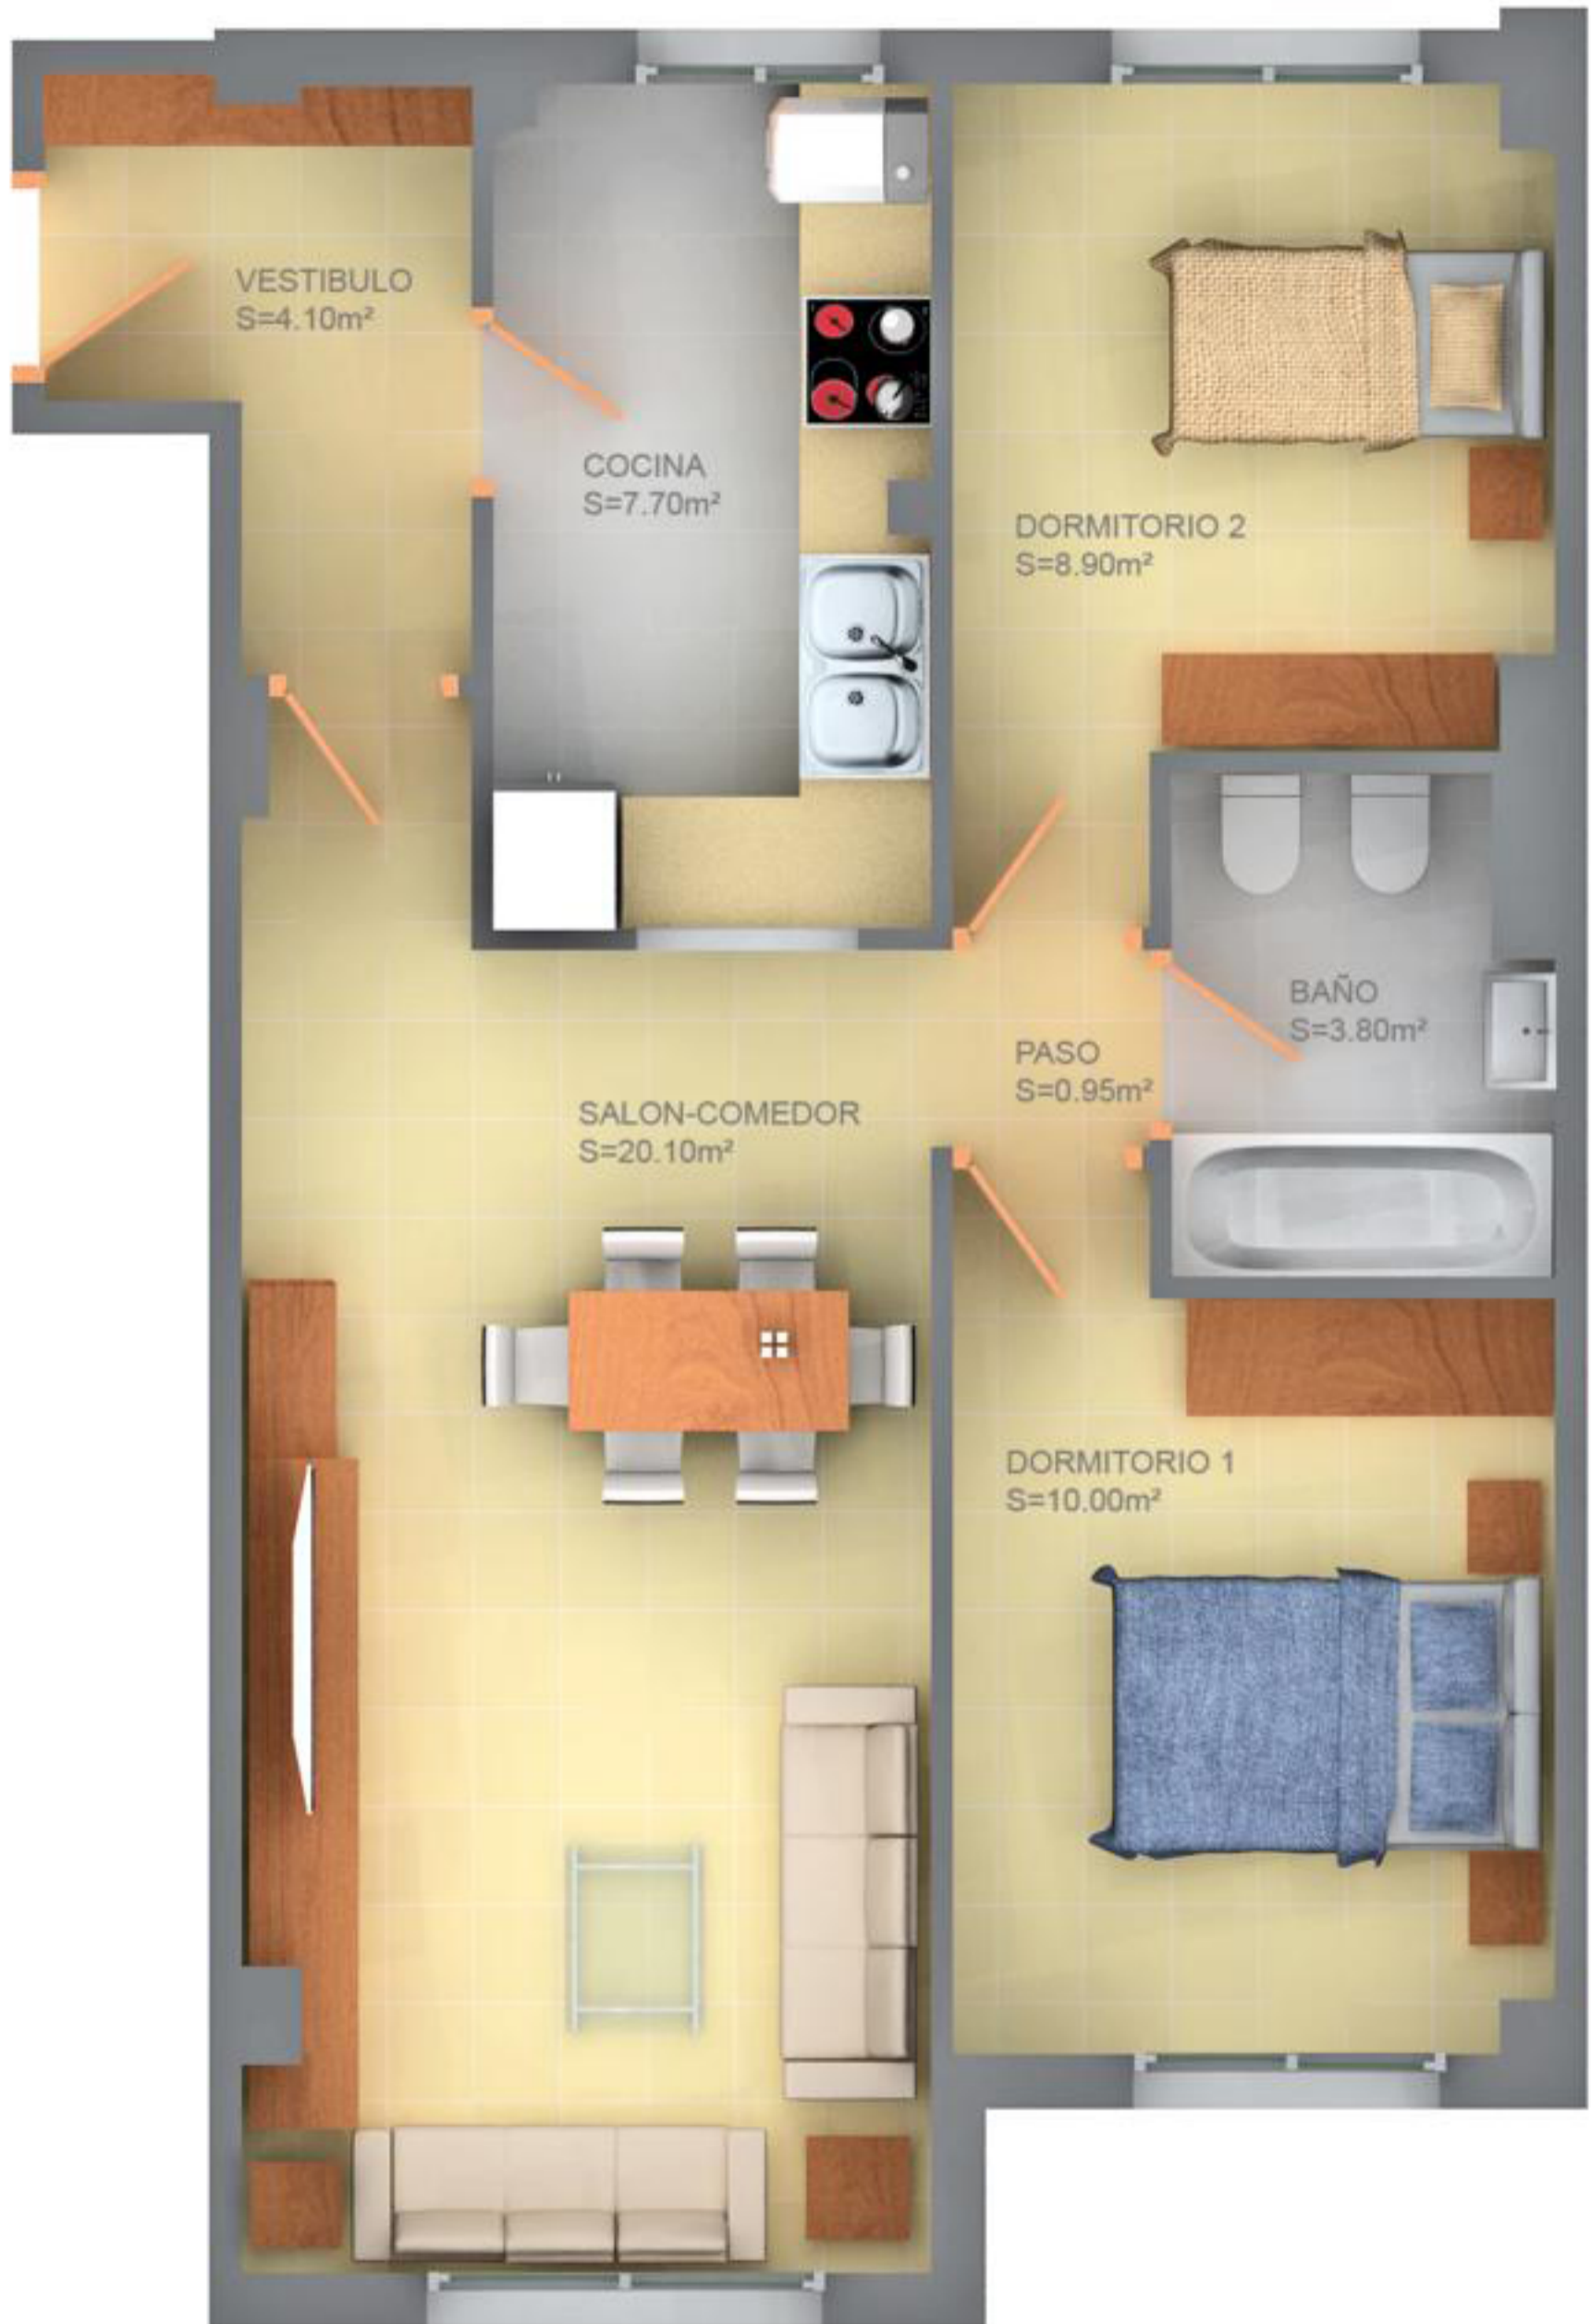 VESTIBULO
S=4.10m²
COCINA
S=7.70m²
DORMITORIO 2
S=8.90m²
BAÑO
S=3.80m²
PASO
S=0.95m²
SALON-COMEDOR
S=20.10m²
DORMITORIO 1
S=10.00m²